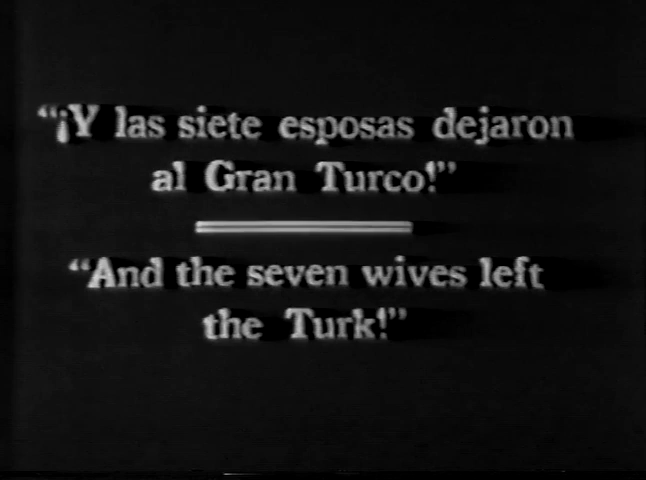 “¡Y las siete esposas dejaron
al Gran Turco!”
“And the seven wives left
the Turk!”